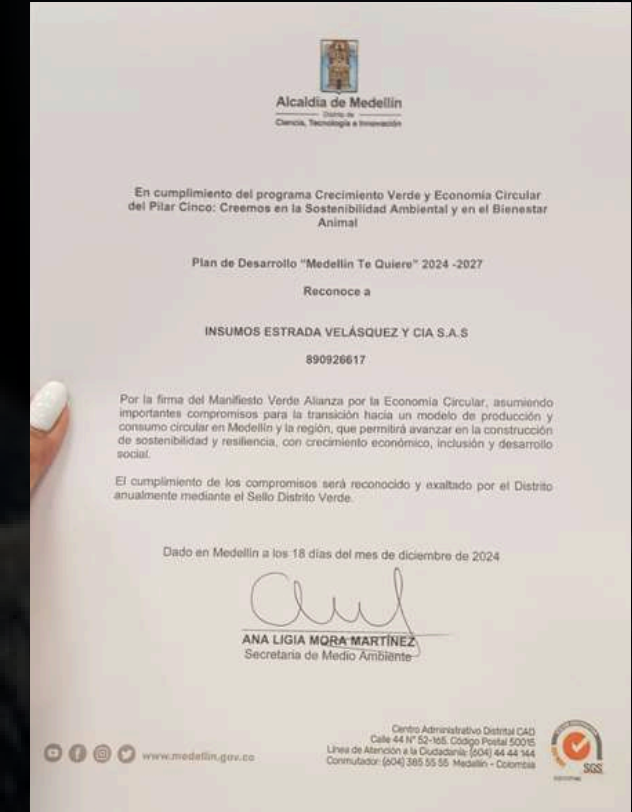 Alcaldía de Medellín
Distrito de
Ciencia, Tecnología e Innovación
En cumplimiento del programa Crecimiento Verde y Economía Circular
del Pilar Cinco: Creemos en la Sostenibilidad Ambiental y en el Bienestar
Animal
Plan de Desarrollo "Medellín Te Quiere" 2024 -2027
Reconoce a
INSUMOS ESTRADA VELÁSQUEZ Y CIA S.A.S
890926617
Por la firma del Manifiesto Verde Alianza por la Economía Circular, asumiendo
importantes compromisos para la transición hacia un modelo de producción y
consumo circular en Medellín y la región, que permitirá avanzar en la construcción
de sostenibilidad y resiliencia, con crecimiento económico, inclusión y desarrollo
social.
El cumplimiento de los compromisos será reconocido y exaltado por el Distrito
anualmente mediante el Sello Distrito Verde.
Dado en Medellín a los 18 días del mes de diciembre de 2024
ANA LIGIA MORA MARTÍNEZ
Secretaria de Medio Ambiente
Centro Administrativo Distrital CAD
Calle 44 N° 52-165. Código Postal 50015
Línea de Atención a la Ciudadanía: (604) 44 44 144
Conmutador: (604) 385 55 55 Medellín - Colombia
www.medellin.gov.co
SGS